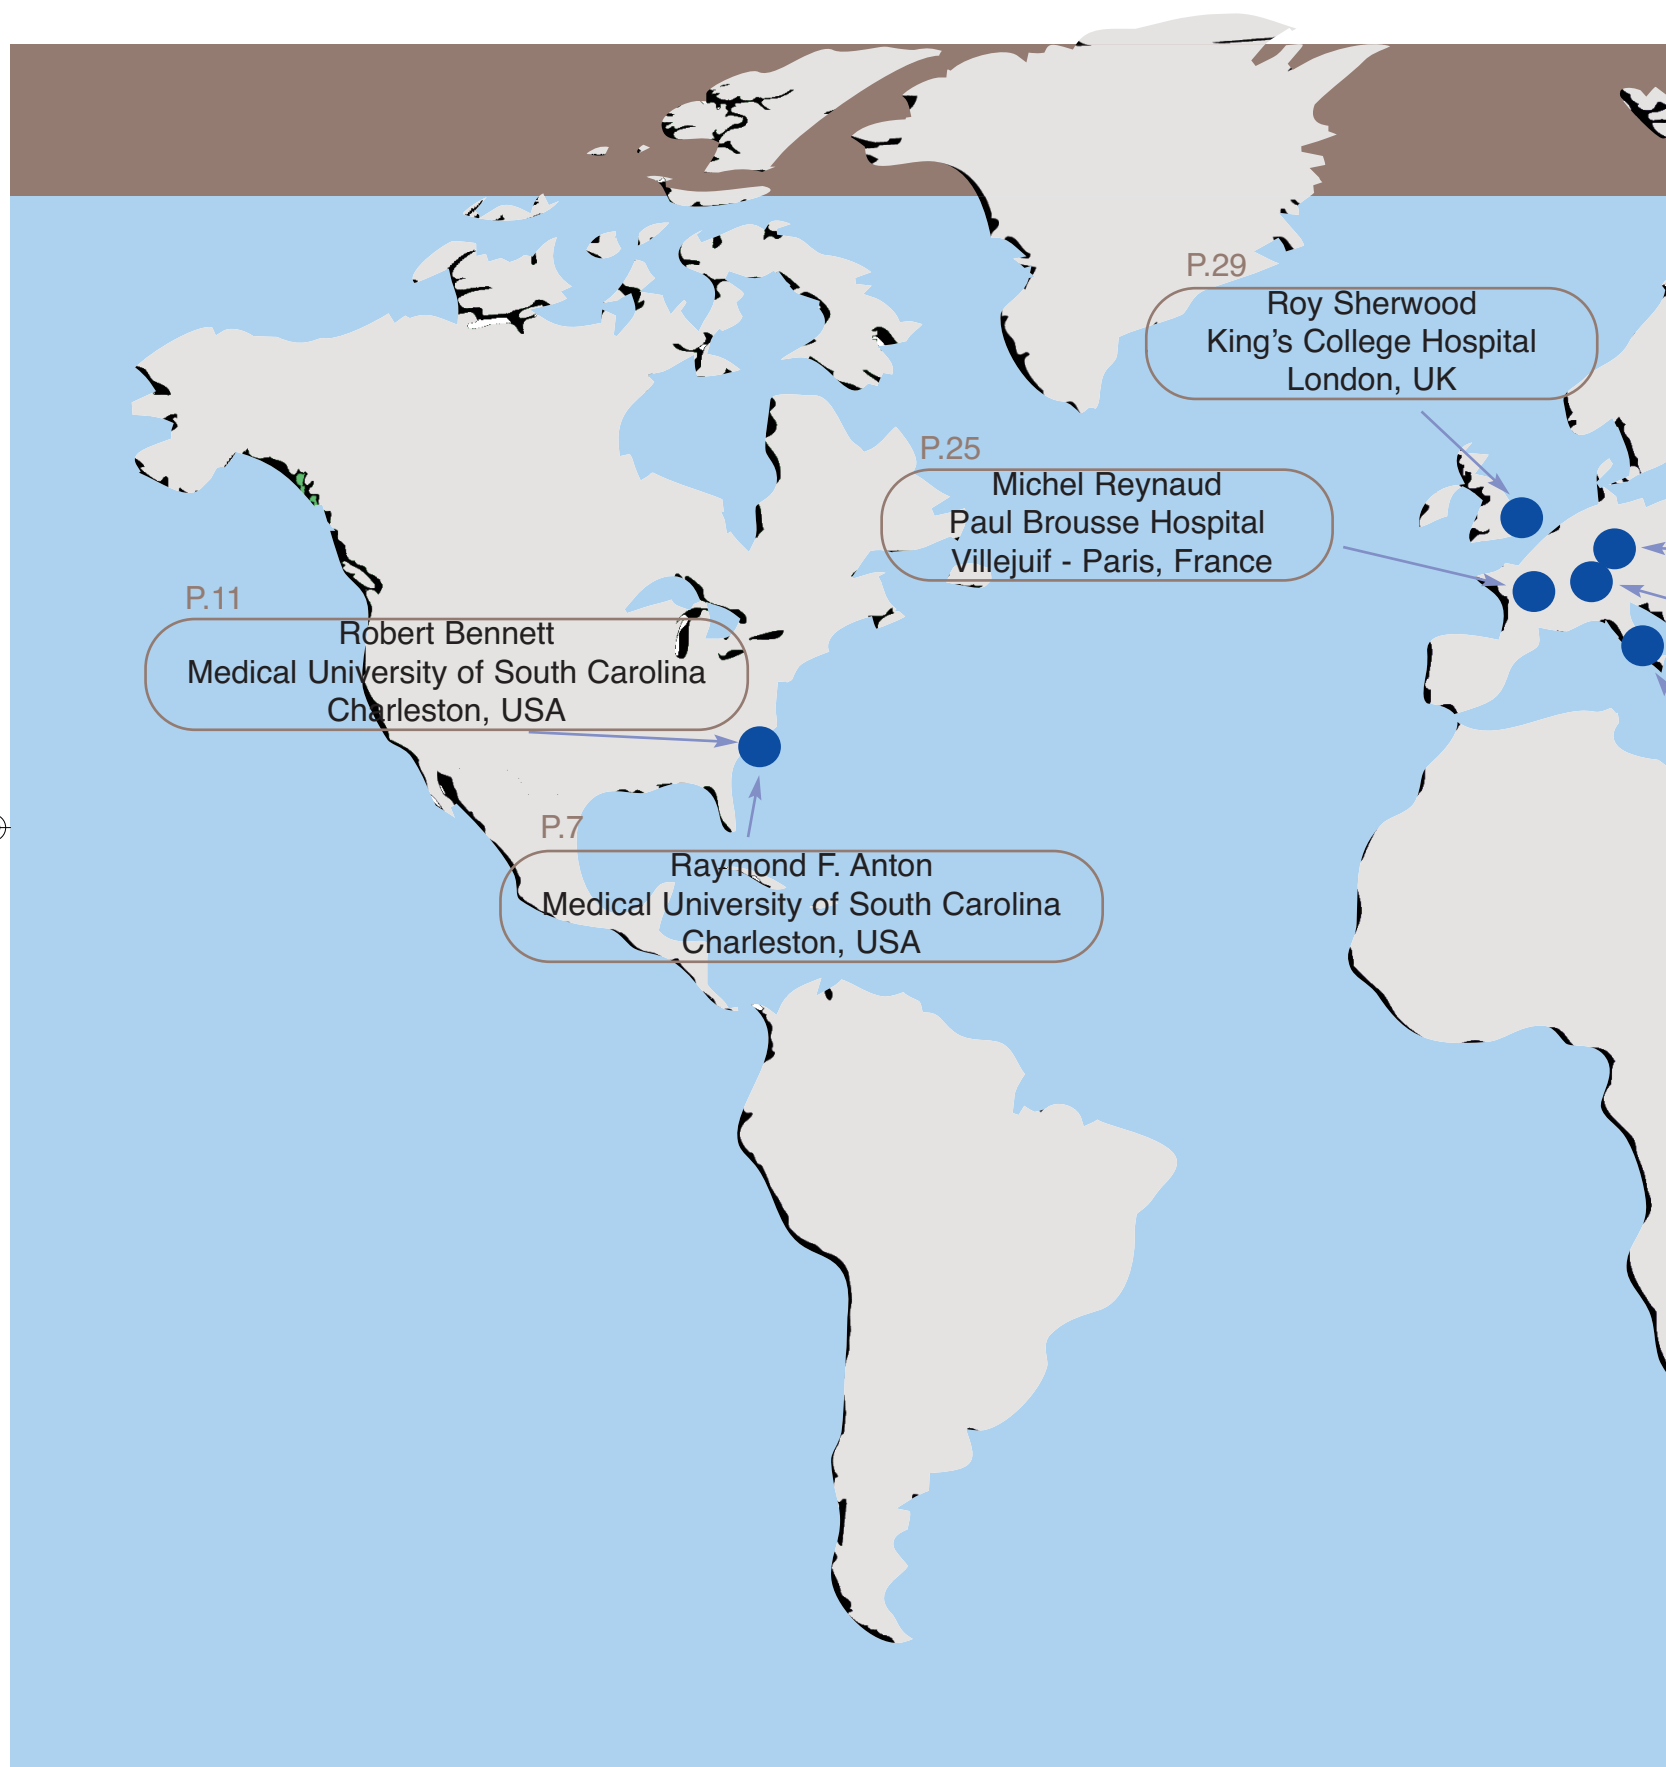 P.29
Roy Sherwood
King's College Hospital
London, UK
P.25
Michel Reynaud
Paul Brousse Hospital
Villejuif - Paris, France
P.11
Robert Bennett
Medical University of South Carolina
Charleston, USA
P.7
Raymond F. Anton
Medical University of South Carolina
Charleston, USA